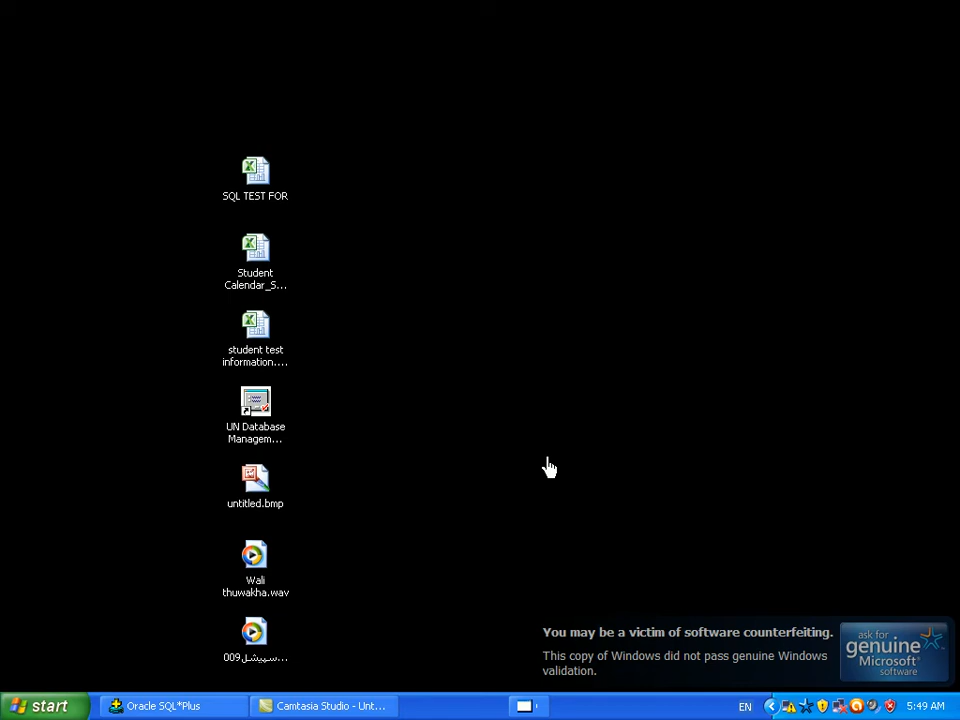 SQL TEST FOR
Student
Calendar_S...
student test
information....
UN Database
Managem...
untitled.bmp
Wali
thuwakha.wav
سپیشل009...
You may be a victim of software counterfeiting.
This copy of Windows did not pass genuine Windows
validation.
ask for
genuine
Microsoft
software
start
Oracle SQL*Plus
Camtasia Studio - Unt...
EN
5:49 AM